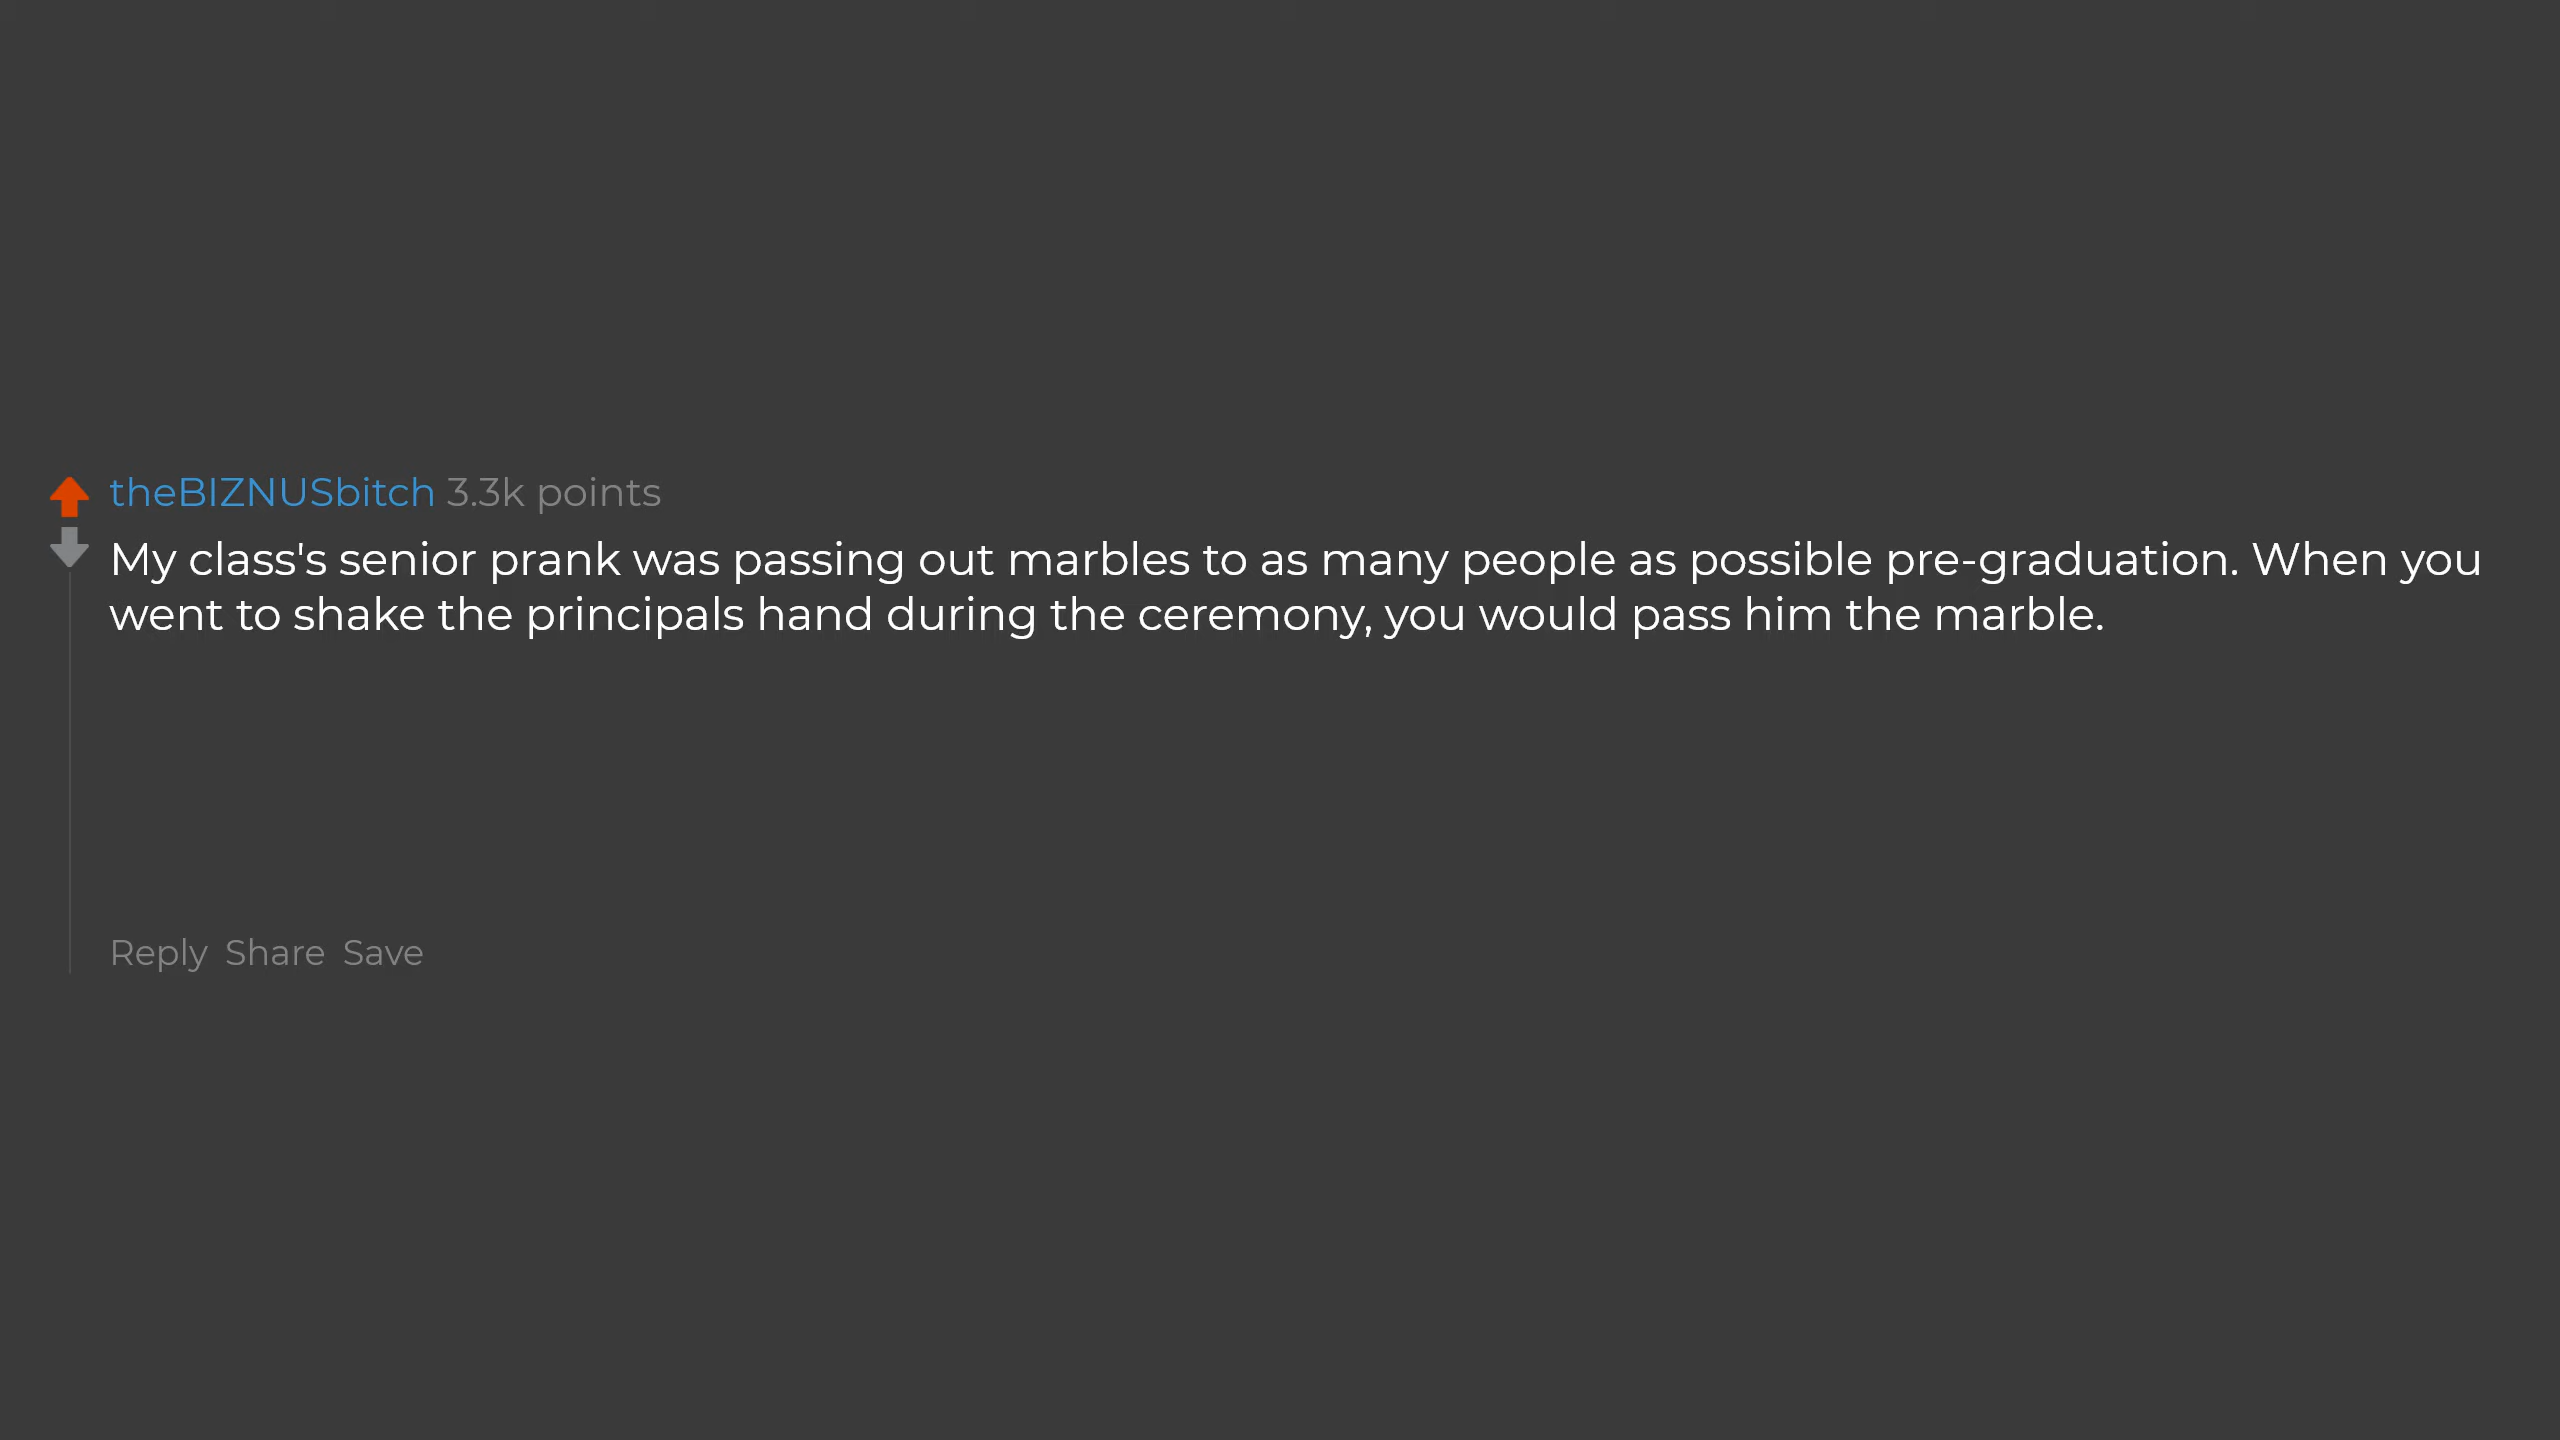 theBIZNUSbitch 3.3k points
My class's senior prank was passing out marbles to as many people as possible pre-graduation. When you
went to shake the principals hand during the ceremony, you would pass him the marble.
Reply Share Save